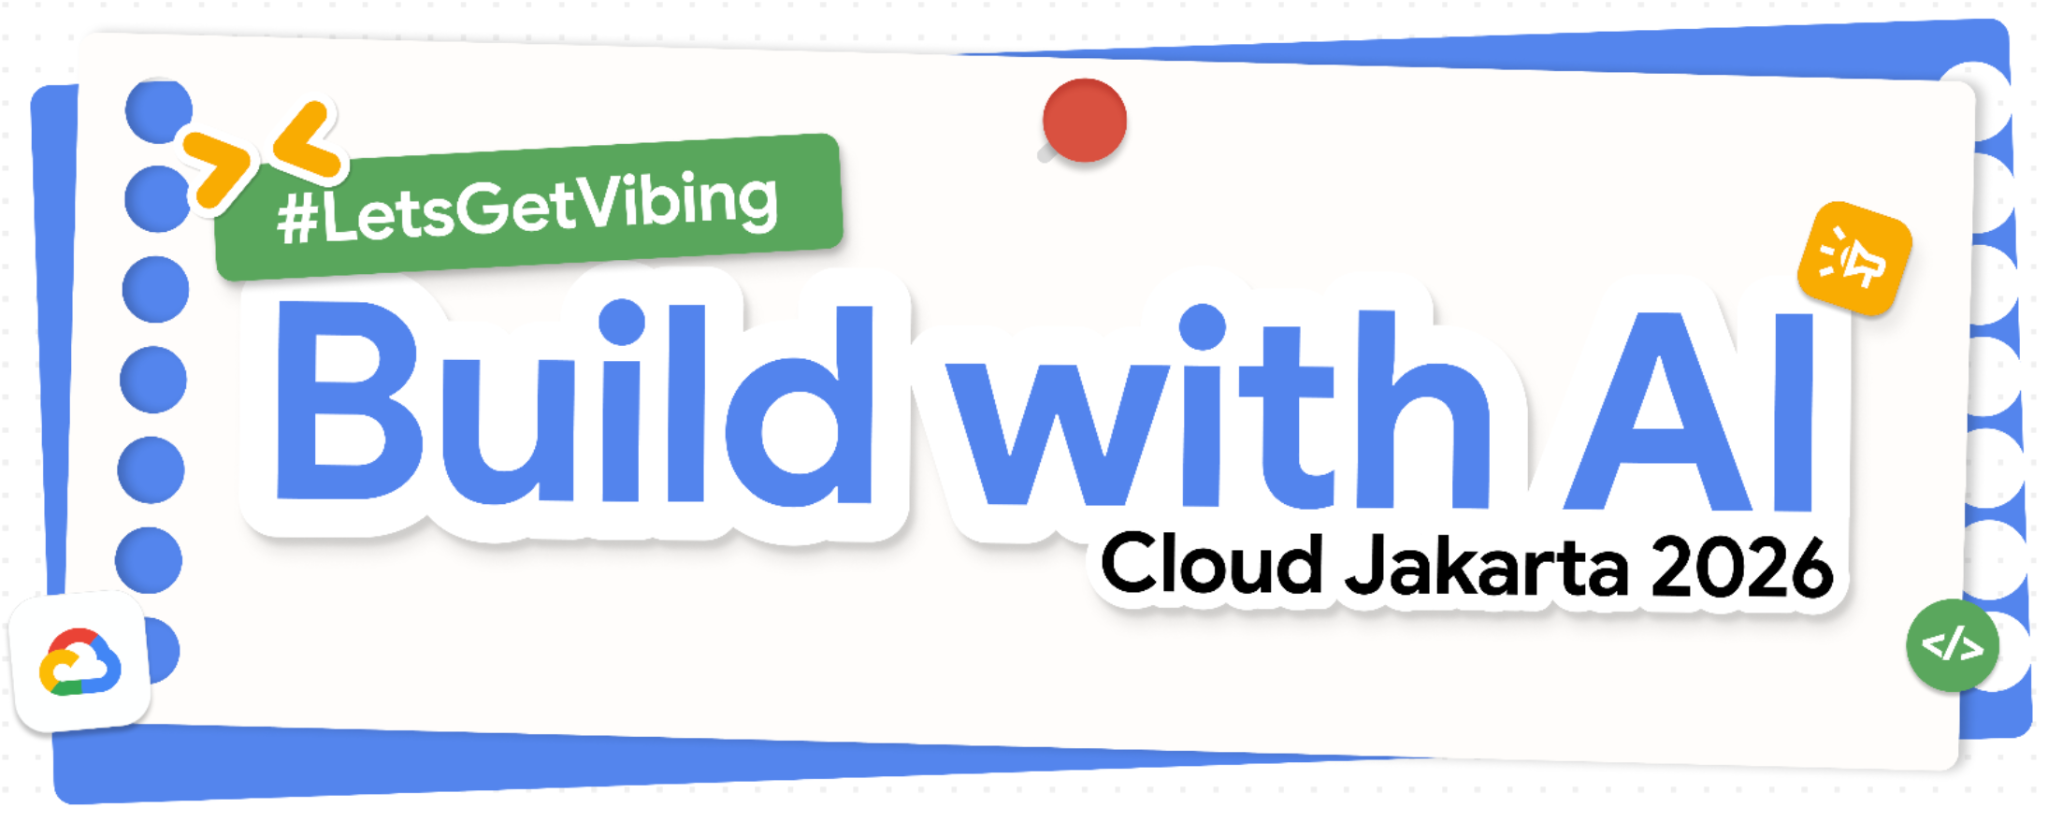 #LetsGetVibing
Build with AI
Cloud Jakarta 2026
</>